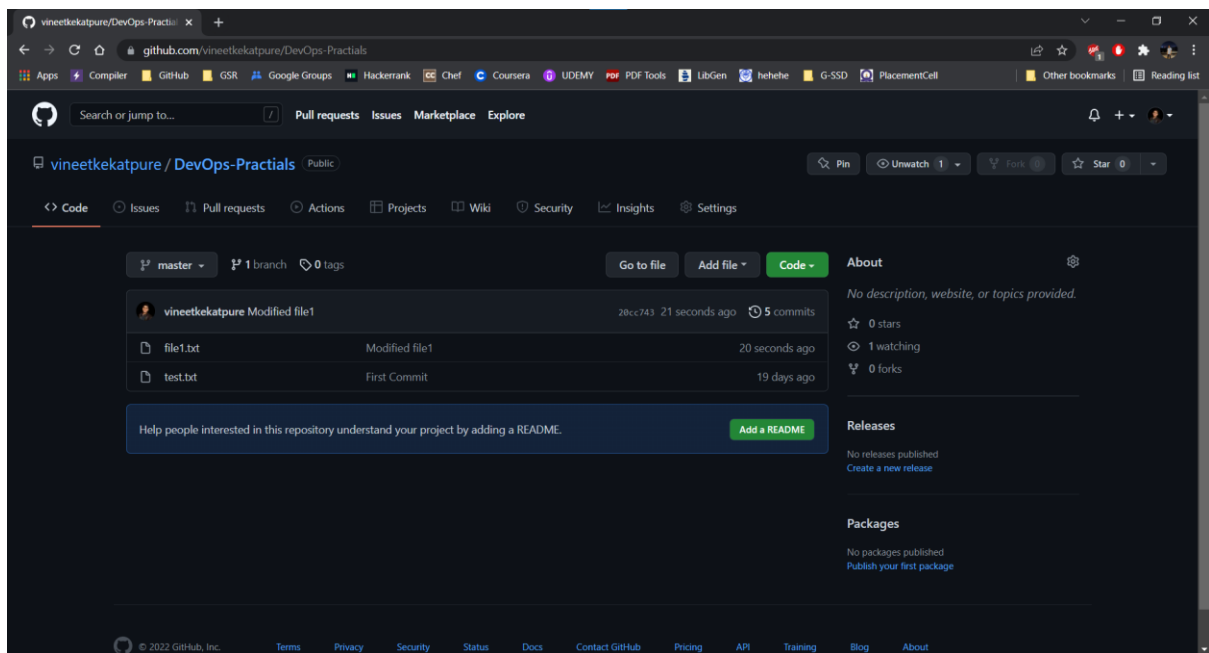 vineetkekatpure/DevOps-Practial
github.com/vineetkekatpure/DevOps-Practials
Apps Compiler GitHub GSR Google Groups Hackerrank CC Chef Coursera UDEMY PDF PDF Tools LibGen hehehe G-SSD PlacementCell Other bookmarks Reading list
Search or jump to... / Pull requests Issues Marketplace Explore
vineetkekatpure / DevOps-Practials Public Pin Unwatch 1 Fork 0 Star 0
<> Code Issues Pull requests Actions Projects Wiki Security Insights Settings
master 1 branch 0 tags Go to file Add file Code About
No description, website, or topics provided.
vineetkekatpure Modified file1 20cc743 21 seconds ago 5 commits
0 stars
file1.txt Modified file1 20 seconds ago
1 watching
0 forks
test.txt First Commit 19 days ago
Help people interested in this repository understand your project by adding a README. Add a README
Releases
No releases published
Create a new release
Packages
No packages published
Publish your first package
© 2022 GitHub, Inc. Terms Privacy Security Status Docs Contact GitHub Pricing API Training Blog About